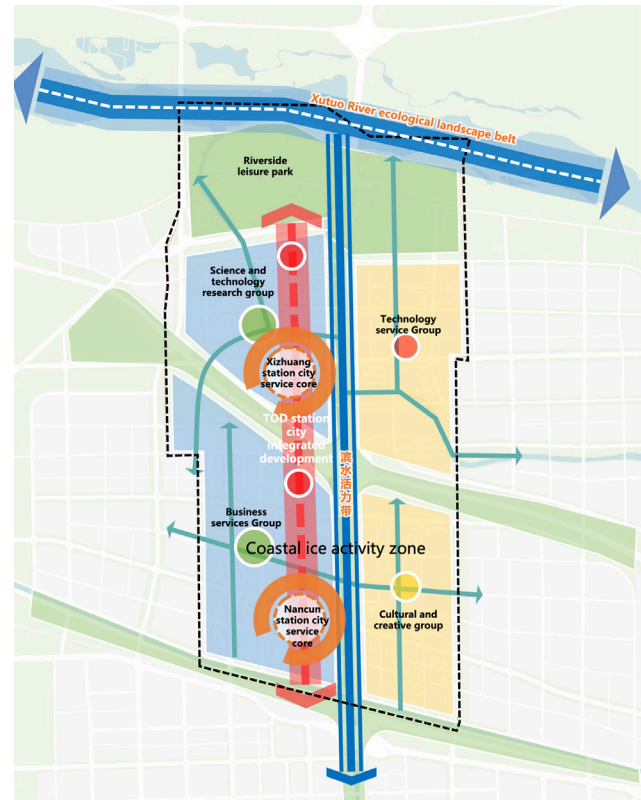 Xutuo River ecological landscape belt
Riverside
leisure park
Science and
technology
research group
Technology
service Group
Xizhuang
station city
service core
TOD station
city
integrated
development
滨水活力带
Business
services Group
Coastal ice activity zone
Nancun
station city
service
core
Cultural and
creative group